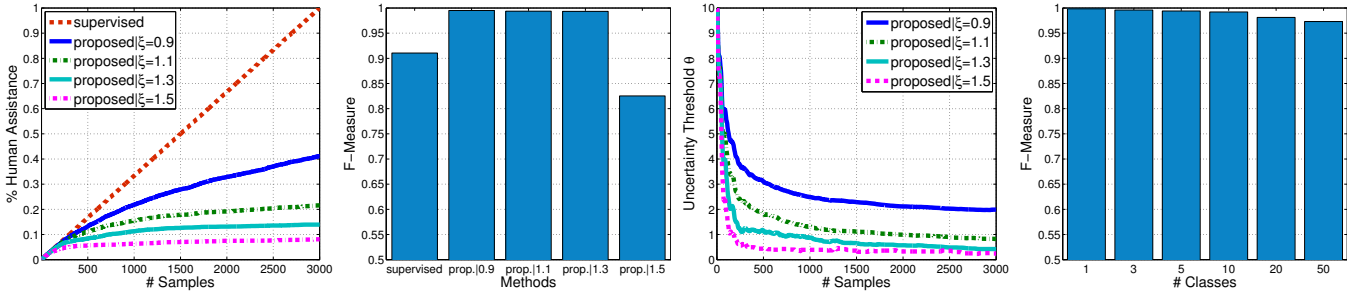 % Human Assistance
1
0.9
0.8
0.7
0.6
0.5
0.4
0.3
0.2
0.1
0
supervised
proposed|ξ=0.9
proposed|ξ=1.1
proposed|ξ=1.3
proposed|ξ=1.5
500 1000 1500 2000 2500 3000
# Samples
F-Measure
1
0.95
0.9
0.85
0.8
0.75
0.7
0.65
0.6
0.55
0.5
supervised prop.|0.9 prop.|1.1 prop.|1.3 prop.|1.5
Methods
Uncertainty Threshold θ
10
9
8
7
6
5
4
3
2
1
0
proposed|ξ=0.9
proposed|ξ=1.1
proposed|ξ=1.3
proposed|ξ=1.5
0 500 1000 1500 2000 2500 3000
# Samples
F-Measure
1
0.95
0.9
0.85
0.8
0.75
0.7
0.65
0.6
0.55
0.5
1 3 5 10 20 50
# Classes